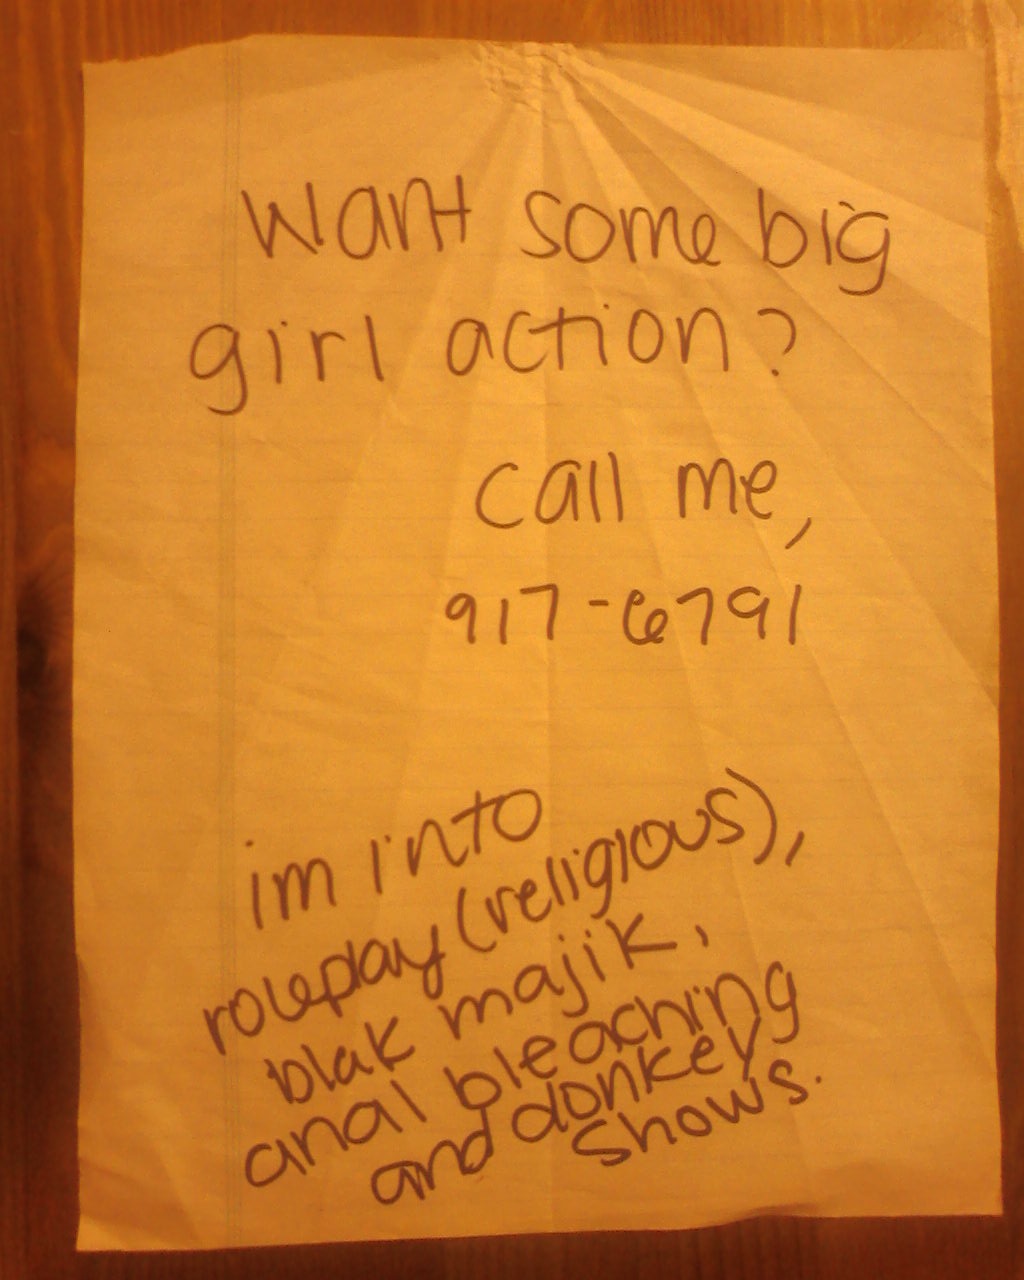 Want some big
girl action?
call me,
917-6791
im into
roleplay (religious),
blak majik,
anal bleaching
and donkey
shows.